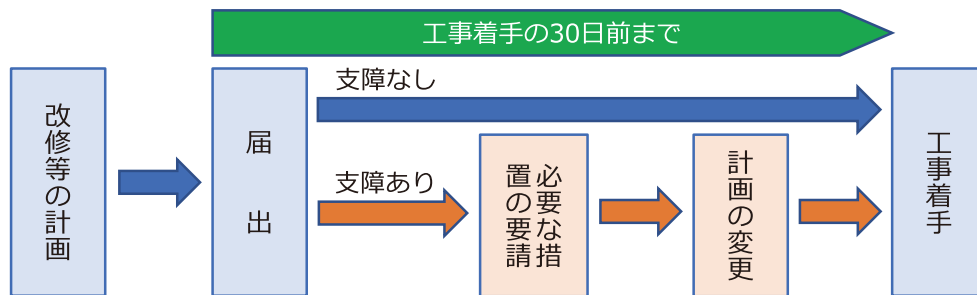 工事着手の30日前まで
改修等の計画
届出
支障なし
支障あり
必要な措
置の要請
計画の変更
工事着手